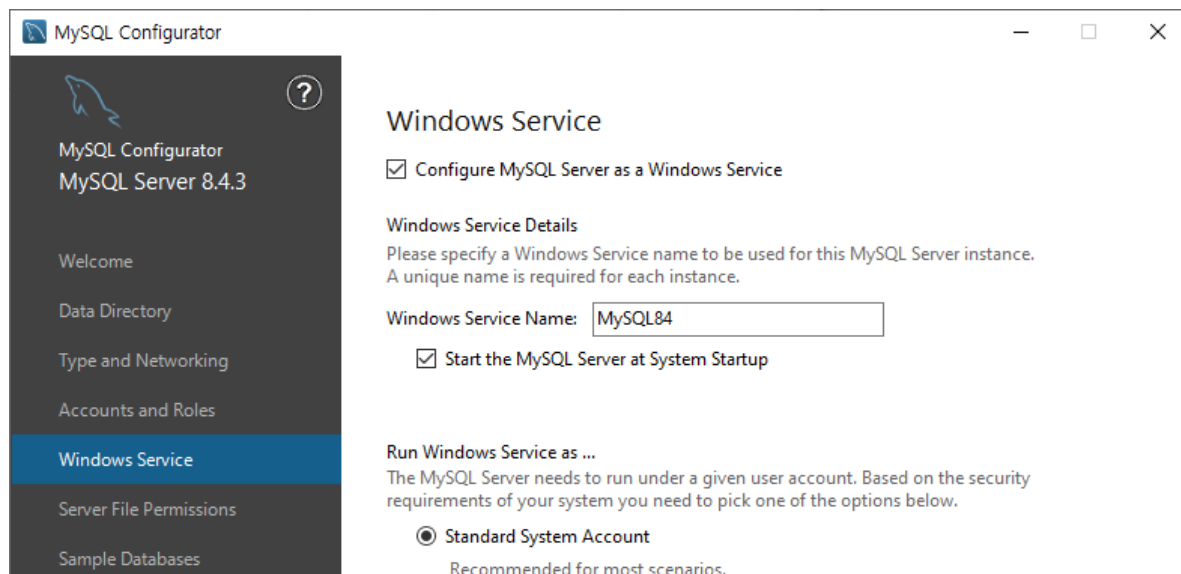 MySQL Configurator
?
MySQL Configurator
MySQL Server 8.4.3
Welcome
Data Directory
Type and Networking
Accounts and Roles
Windows Service
Server File Permissions
Sample Databases
Windows Service
Configure MySQL Server as a Windows Service
Windows Service Details
Please specify a Windows Service name to be used for this MySQL Server instance.
A unique name is required for each instance.
Windows Service Name: MySQL84
Start the MySQL Server at System Startup
Run Windows Service as ...
The MySQL Server needs to run under a given user account. Based on the security
requirements of your system you need to pick one of the options below.
Standard System Account
Recommended for most scenarios.